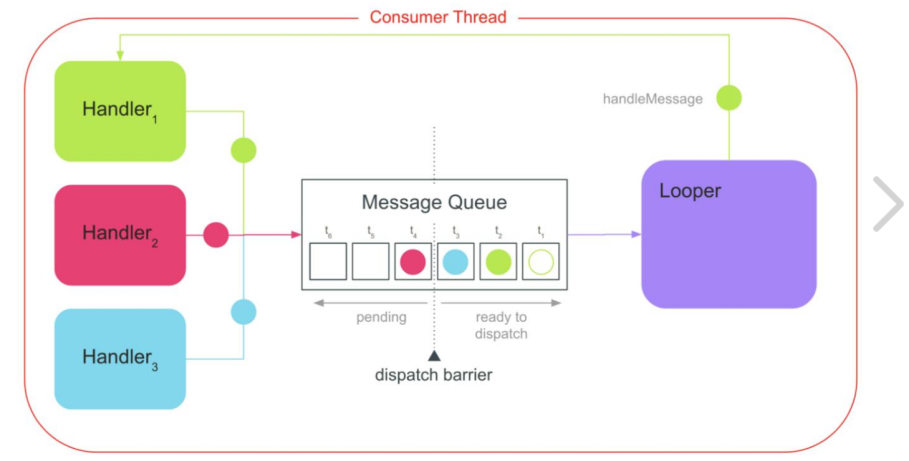 Consumer Thread
handleMessage
Handler₁
Handler₂
Handler₃
Message Queue
t₆ t₅ t₄ t₃ t₂ t₁
pending
ready to
dispatch
dispatch barrier
Looper